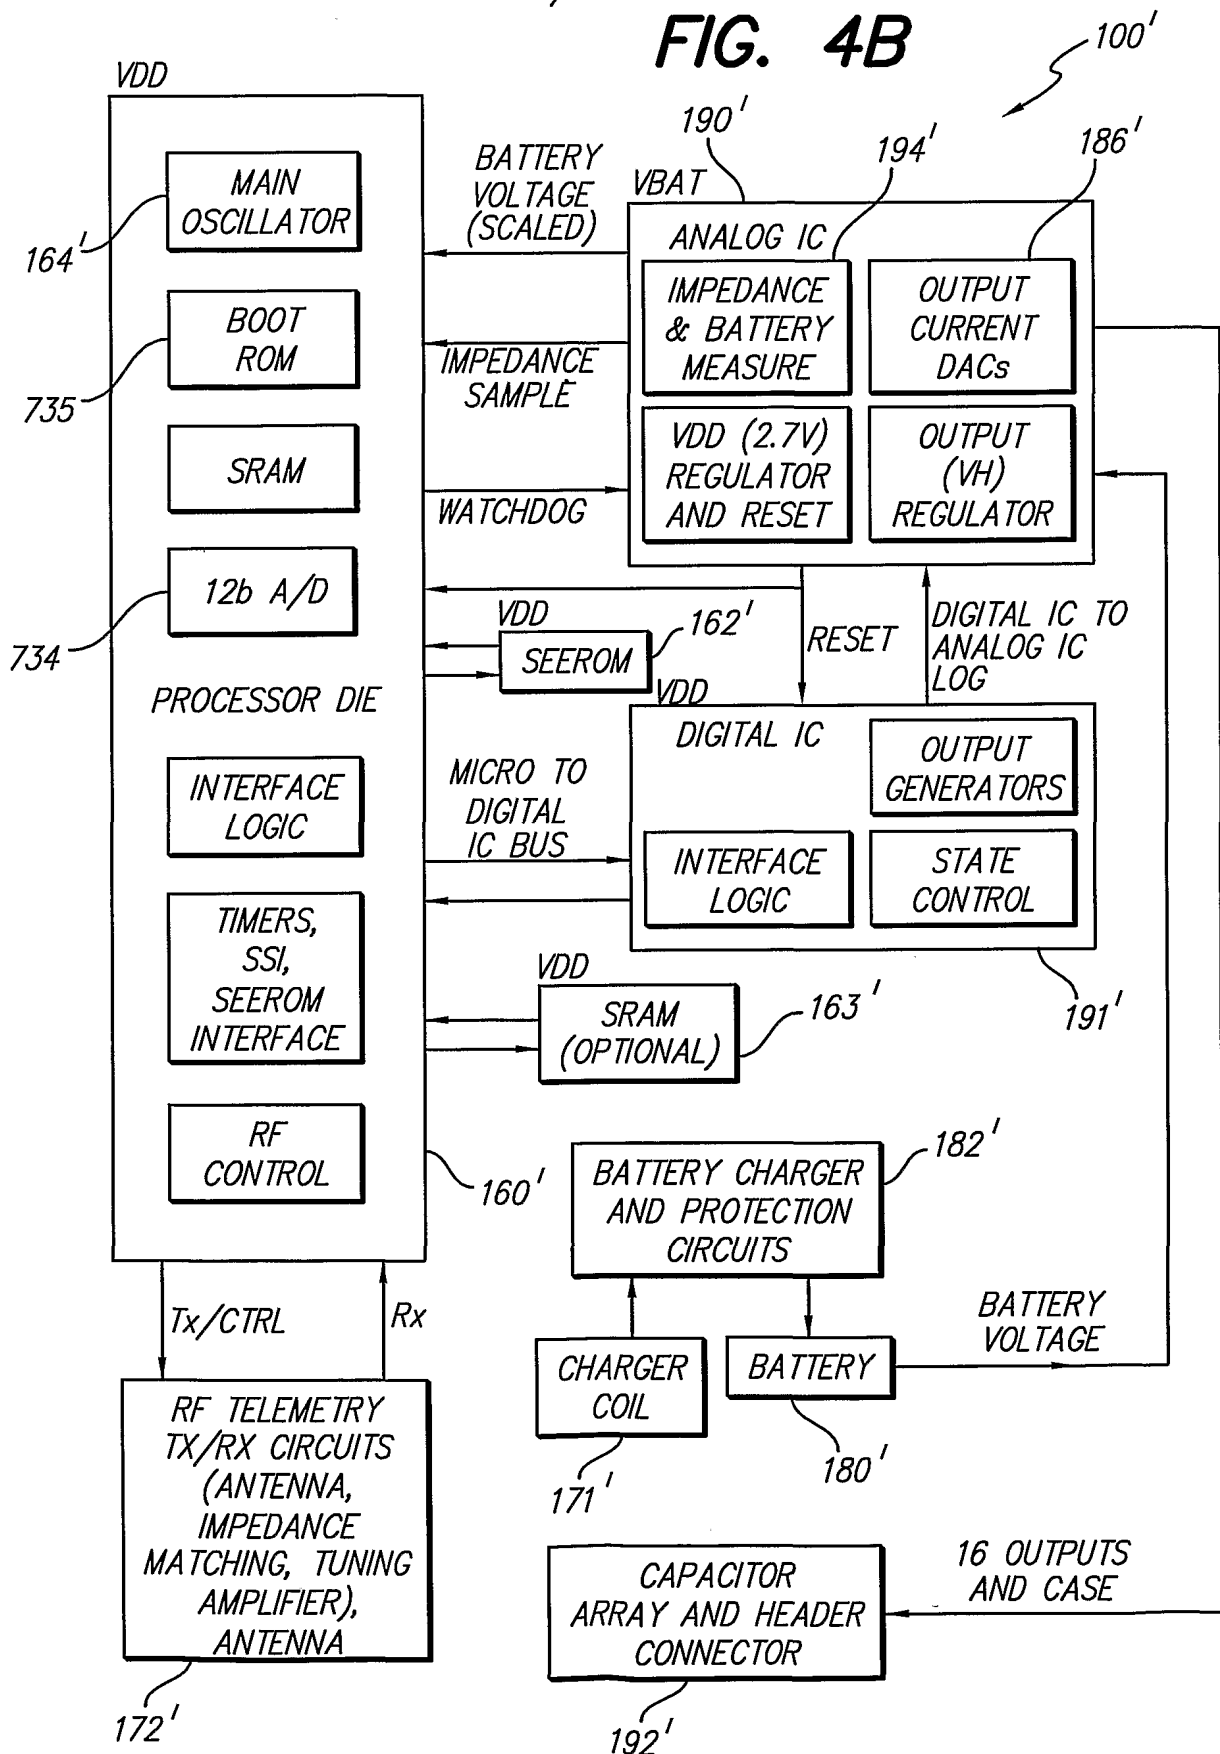 FIG. 4B
100'
VDD
MAIN
OSCILLATOR
164'
BOOT
ROM
735
SRAM
12b A/D
734
PROCESSOR DIE
INTERFACE
LOGIC
TIMERS,
SSI,
SEEROM
INTERFACE
RF
CONTROL
160'
BATTERY
VOLTAGE
(SCALED)
IMPEDANCE
SAMPLE
WATCHDOG
190'
VBAT
194'
186'
ANALOG IC
IMPEDANCE
& BATTERY
MEASURE
OUTPUT
CURRENT
DACs
VDD (2.7V)
REGULATOR
AND RESET
OUTPUT
(VH)
REGULATOR
VDD
SEEROM
162'
RESET
DIGITAL IC TO
ANALOG IC
LOG
VDD
DIGITAL IC
OUTPUT
GENERATORS
INTERFACE
LOGIC
STATE
CONTROL
191'
MICRO TO
DIGITAL
IC BUS
VDD
SRAM
(OPTIONAL)
163'
182'
BATTERY CHARGER
AND PROTECTION
CIRCUITS
CHARGER
COIL
171'
BATTERY
180'
BATTERY
VOLTAGE
Tx/CTRL
Rx
RF TELEMETRY
TX/RX CIRCUITS
(ANTENNA,
IMPEDANCE
MATCHING, TUNING
AMPLIFIER),
ANTENNA
172'
CAPACITOR
ARRAY AND HEADER
CONNECTOR
192'
16 OUTPUTS
AND CASE